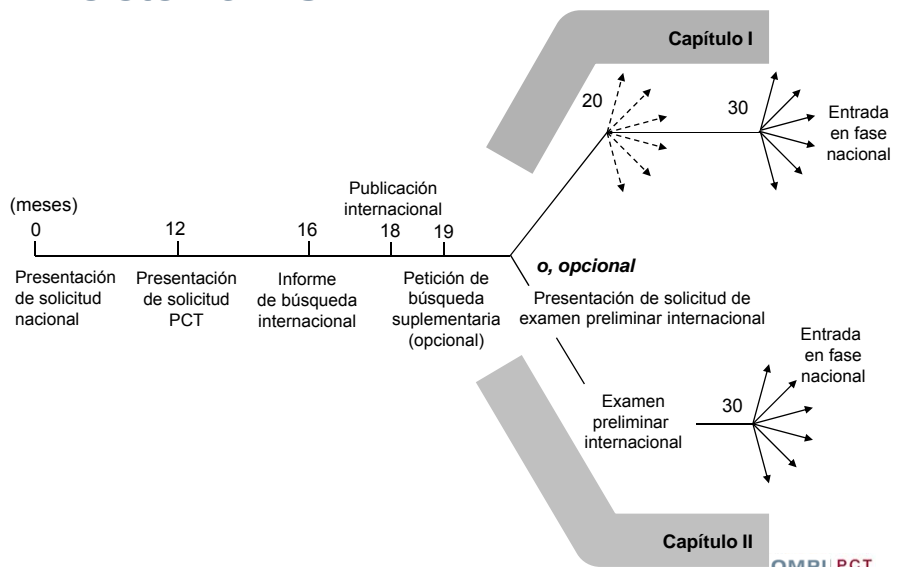 Capítulo I
20
30
Entrada
en fase
nacional
Publicación
internacional
(meses)
0
12
16
18
19
Presentación
de solicitud
nacional
Presentación
de solicitud
PCT
Informe
de búsqueda
internacional
Petición de
búsqueda
suplementaria
(opcional)
o, opcional
Presentación de solicitud de
examen preliminar internacional
Entrada
en fase
nacional
Examen
preliminar
internacional
30
Capítulo II
OMPI PCT